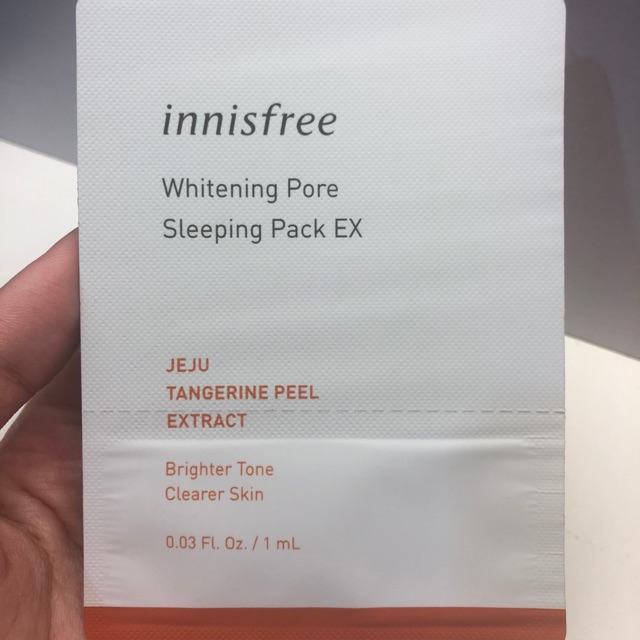 innisfree
Whitening Pore
Sleeping Pack EX
JEJU
TANGERINE PEEL
EXTRACT
Brighter Tone
Clearer Skin
0.03 Fl. Oz. / 1 mL